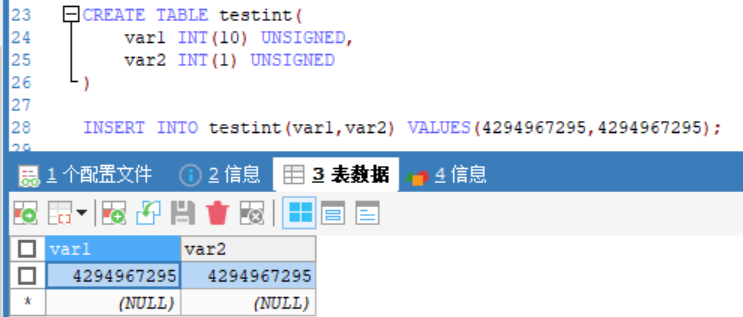 23 CREATE TABLE testint(
24 var1 INT(10) UNSIGNED,
25 var2 INT(1) UNSIGNED
26 )
27
28 INSERT INTO testint(var1,var2) VALUES(4294967295,4294967295);
29
1 个配置文件 2 信息 3 表数据 4 信息
var1 var2
4294967295 4294967295
* (NULL) (NULL)